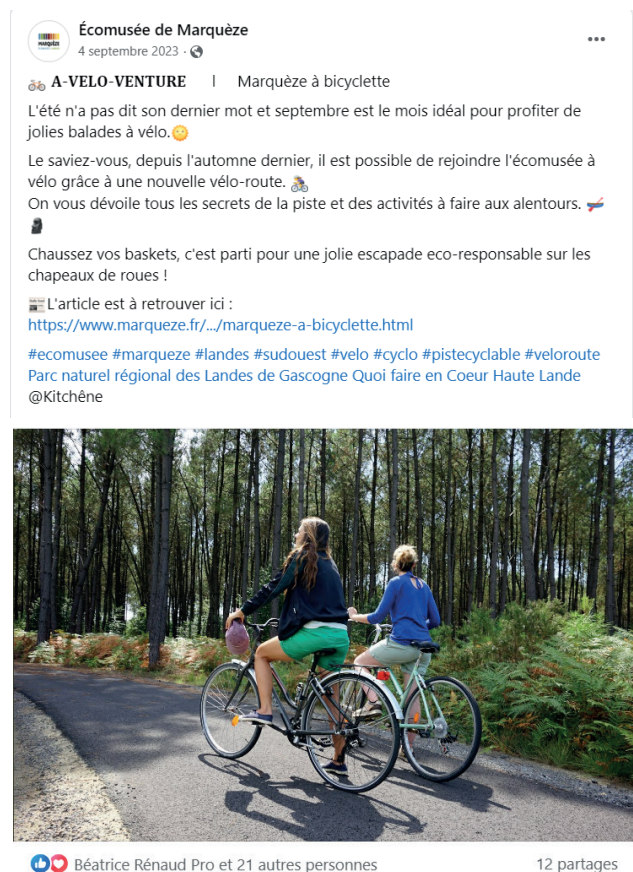 Écomusée de Marquèze
MARQUÈZE
4 septembre 2023 ·
A-VELO-VENTURE | Marquèze à bicyclette
L'été n'a pas dit son dernier mot et septembre est le mois idéal pour profiter de
jolies balades à vélo.
Le saviez-vous, depuis l'automne dernier, il est possible de rejoindre l'écomusée à
vélo grâce à une nouvelle vélo-route.
On vous dévoile tous les secrets de la piste et des activités à faire aux alentours.
Chaussez vos baskets, c'est parti pour une jolie escapade eco-responsable sur les
chapeaux de roues !
L'article est à retrouver ici :
https://www.marqueze.fr/.../marqueze-a-bicyclette.html
#ecomusee #marqueze #landes #sudouest #velo #cyclo #pistecyclable #veloroute
Parc naturel régional des Landes de Gascogne Quoi faire en Coeur Haute Lande
@Kitchêne
Béatrice Rénaud Pro et 21 autres personnes
12 partages